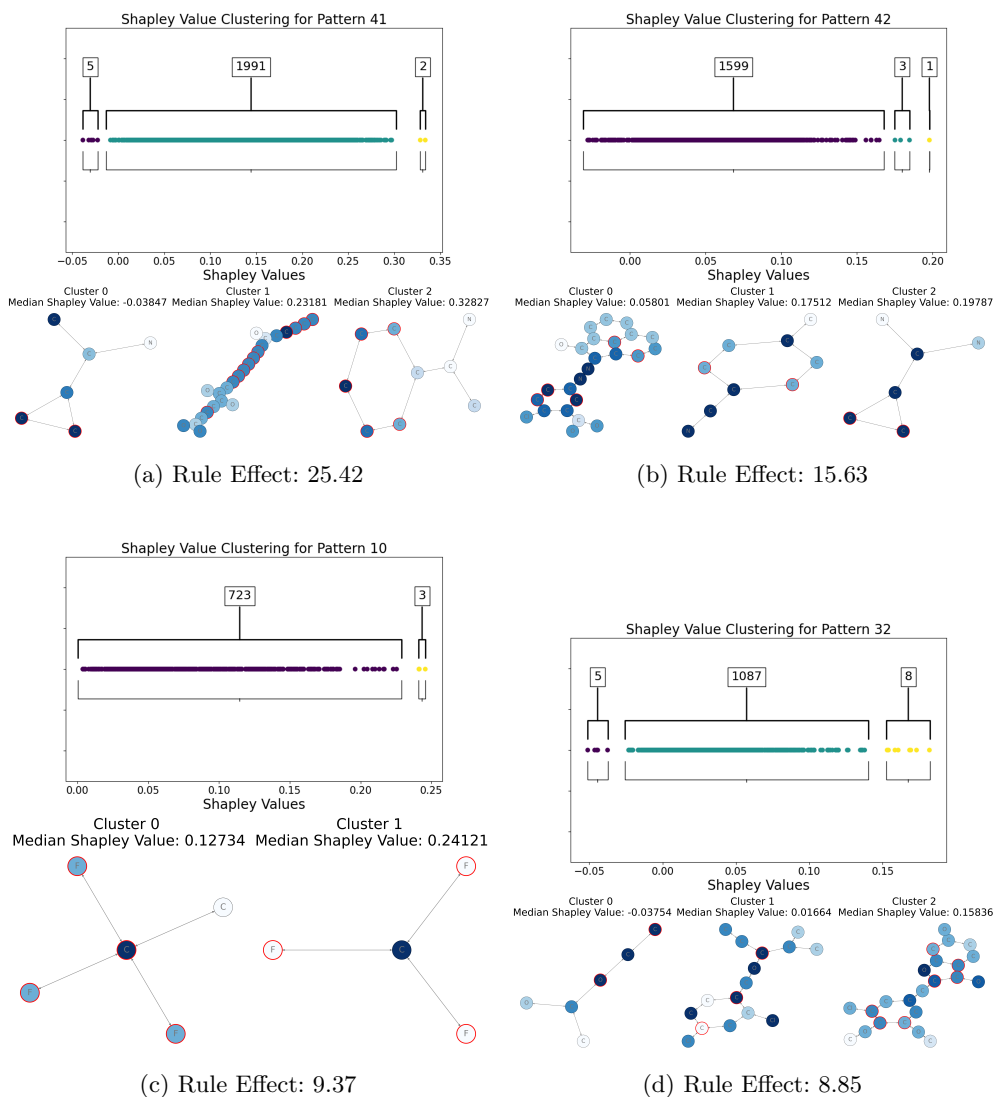 Shapley Value Clustering for Pattern 41
5
1991
2
−0.05 0.00 0.05 0.10 0.15 0.20 0.25 0.30 0.35
Shapley Values
Cluster 0
Median Shapley Value: -0.03847
Cluster 1
Median Shapley Value: 0.23181
Cluster 2
Median Shapley Value: 0.32827
(a) Rule Effect: 25.42
Shapley Value Clustering for Pattern 42
1599
3
1
0.00 0.05 0.10 0.15 0.20
Shapley Values
Cluster 0
Median Shapley Value: 0.05801
Cluster 1
Median Shapley Value: 0.17512
Cluster 2
Median Shapley Value: 0.19787
(b) Rule Effect: 15.63
Shapley Value Clustering for Pattern 10
723
3
0.00 0.05 0.10 0.15 0.20 0.25
Shapley Values
Cluster 0
Median Shapley Value: 0.12734
F
C
C
F
F
Cluster 1
Median Shapley Value: 0.24121
F
F
C
F
(c) Rule Effect: 9.37
Shapley Value Clustering for Pattern 32
5
1087
8
−0.05 0.00 0.05 0.10 0.15
Shapley Values
Cluster 0
Median Shapley Value: -0.03754
Cluster 1
Median Shapley Value: 0.01664
Cluster 2
Median Shapley Value: 0.15836
(d) Rule Effect: 8.85